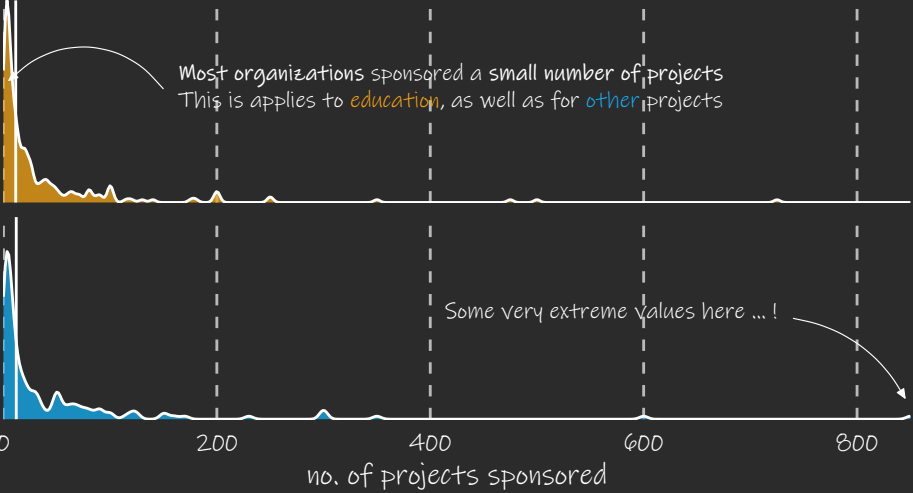 Most organizations sponsored a small number of projects
This is applies to education, as well as for other projects
Some very extreme values here ... !
0 200 400 600 800
no. of projects sponsored